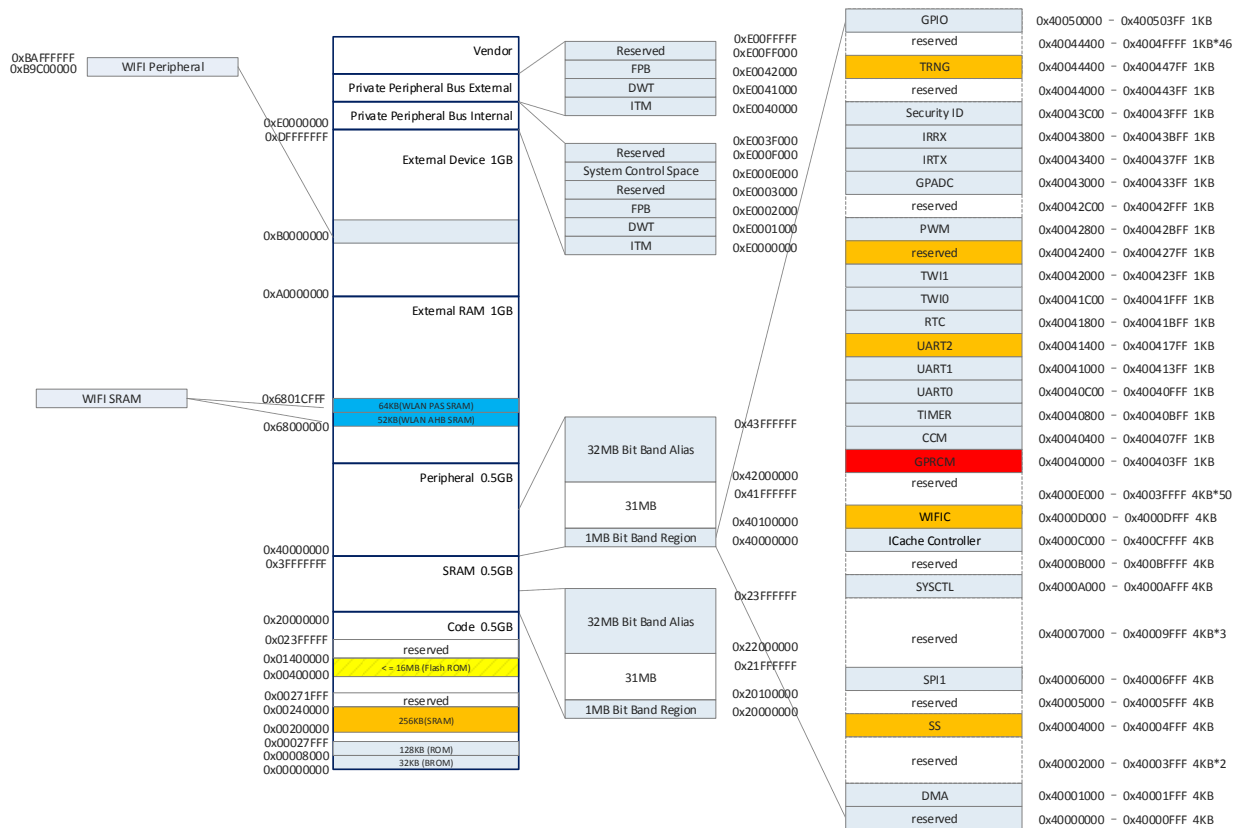 0xBAFFFFFF
0xB9C00000
WIFI Peripheral
WIFI SRAM
Vendor
Private Peripheral Bus External
Private Peripheral Bus Internal
0xE0000000
0xDFFFFFFF
External Device 1GB
0xB0000000
0xA0000000
External RAM 1GB
0x6801CFFF
64KB(WLAN PAS SRAM)
52KB(WLAN AHB SRAM)
0x68000000
Peripheral 0.5GB
0x40000000
0x3FFFFFFF
SRAM 0.5GB
0x20000000
Code 0.5GB
0x023FFFFF
reserved
0x01400000
< = 16MB (Flash ROM)
0x00400000
0x00271FFF
reserved
0x00240000
256KB(SRAM)
0x00200000
0x00027FFF
128KB (ROM)
0x00008000
32KB (BROM)
0x00000000
0xE00FFFFF
Reserved
0xE00FF000
FPB
0xE0042000
DWT
0xE0041000
ITM
0xE0040000
0xE003F000
Reserved
0xE000F000
System Control Space
0xE000E000
Reserved
0xE0003000
FPB
0xE0002000
DWT
0xE0001000
ITM
0xE0000000
0x43FFFFFF
32MB Bit Band Alias
0x42000000
0x41FFFFFF
31MB
0x40100000
1MB Bit Band Region
0x40000000
0x23FFFFFF
32MB Bit Band Alias
0x22000000
0x21FFFFFF
31MB
0x20100000
1MB Bit Band Region
0x20000000
GPIO 0x40050000 - 0x400503FF 1KB
reserved 0x40044400 - 0x4004FFFF 1KB*46
TRNG 0x40044400 - 0x400447FF 1KB
reserved 0x40044000 - 0x400443FF 1KB
Security ID 0x40043C00 - 0x40043FFF 1KB
IRRX 0x40043800 - 0x40043BFF 1KB
IRTX 0x40043400 - 0x400437FF 1KB
GPADC 0x40043000 - 0x400433FF 1KB
reserved 0x40042C00 - 0x40042FFF 1KB
PWM 0x40042800 - 0x40042BFF 1KB
reserved 0x40042400 - 0x400427FF 1KB
TWI1 0x40042000 - 0x400423FF 1KB
TWI0 0x40041C00 - 0x40041FFF 1KB
RTC 0x40041800 - 0x40041BFF 1KB
UART2 0x40041400 - 0x400417FF 1KB
UART1 0x40041000 - 0x400413FF 1KB
UART0 0x40040C00 - 0x40040FFF 1KB
TIMER 0x40040800 - 0x40040BFF 1KB
CCM 0x40040400 - 0x400407FF 1KB
GPRCM 0x40040000 - 0x400403FF 1KB
reserved 0x4000E000 - 0x4003FFFF 4KB*50
WIFIC 0x4000D000 - 0x4000DFFF 4KB
ICache Controller 0x4000C000 - 0x400CFFFF 4KB
reserved 0x4000B000 - 0x400BFFFF 4KB
SYSCTL 0x4000A000 - 0x4000AFFF 4KB
reserved 0x40007000 - 0x40009FFF 4KB*3
SPI1 0x40006000 - 0x40006FFF 4KB
reserved 0x40005000 - 0x40005FFF 4KB
SS 0x40004000 - 0x40004FFF 4KB
reserved 0x40002000 - 0x40003FFF 4KB*2
DMA 0x40001000 - 0x40001FFF 4KB
reserved 0x40000000 - 0x40000FFF 4KB